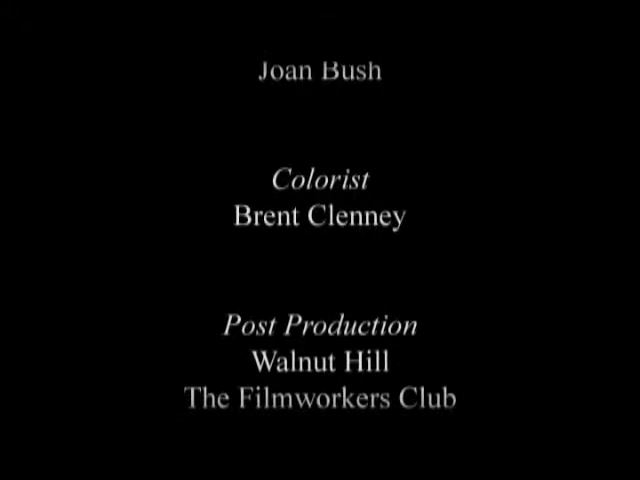 Joan Bush
Colorist
Brent Clenney
Post Production
Walnut Hill
The Filmworkers Club